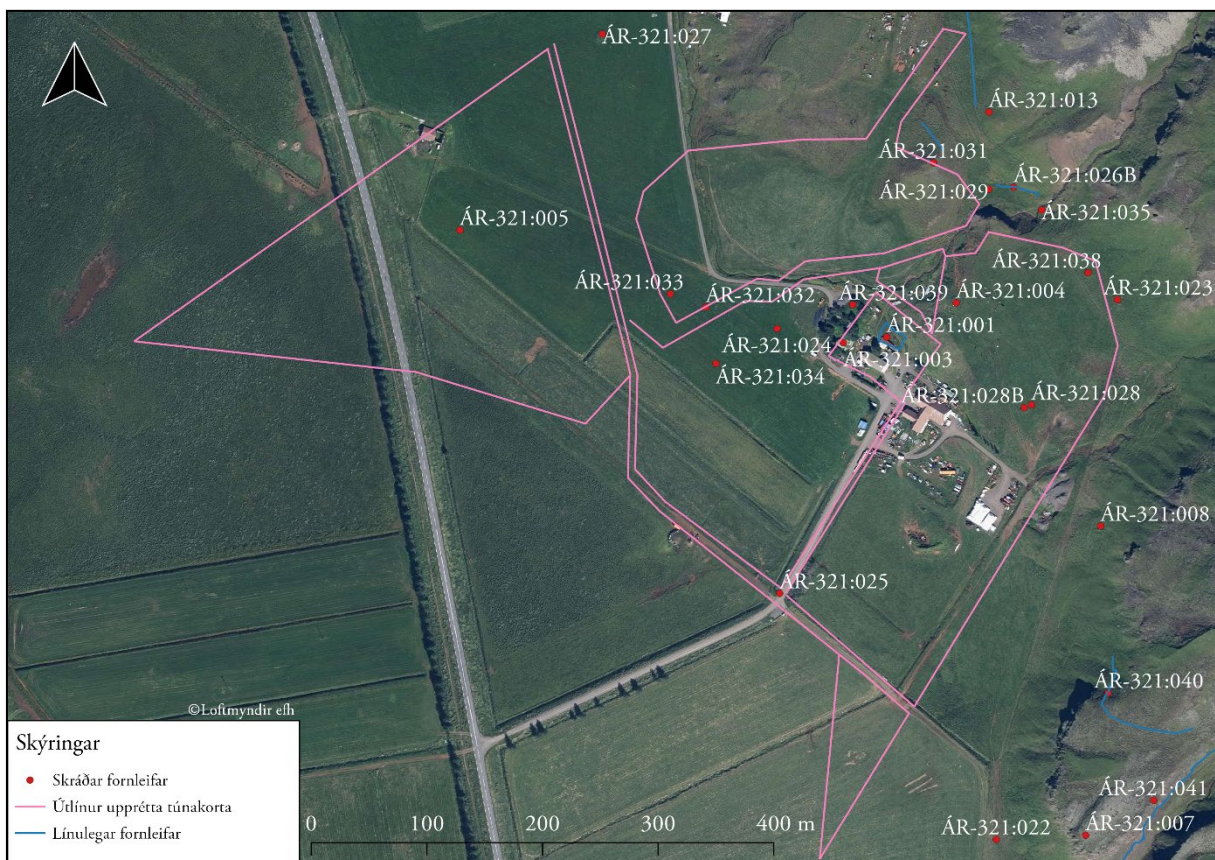 ÁR-321:027
ÁR-321:013
ÁR-321:031
ÁR-321:029
ÁR-321:026B
ÁR-321:035
ÁR-321:005
ÁR-321:038
ÁR-321:033
ÁR-321:032
ÁR-321:039
ÁR-321:004
ÁR-321:023
ÁR-321:001
ÁR-321:024
ÁR-321:003
ÁR-321:034
ÁR-321:028B
ÁR-321:028
ÁR-321:008
ÁR-321:025
ÁR-321:040
©Loftmyndir efh
Skýringar
Skráðar fornleifar
Útlínur upprétta túnakorta
Línulegar fornleifar
0 100 200 300 400 m
ÁR-321:041
ÁR-321:022
ÁR-321:007